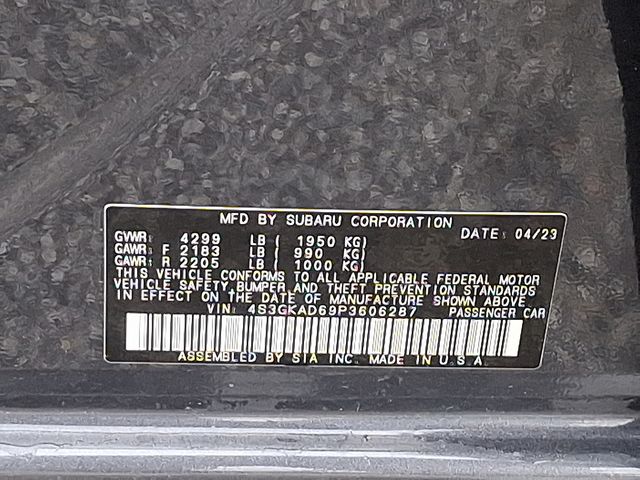 MFD BY SUBARU CORPORATION
GVWR: 4299 LB ( 1950 KG) DATE: 04/23
GAWR: F 2183 LB ( 990 KG)
GAWR: R 2205 LB ( 1000 KG)
THIS VEHICLE CONFORMS TO ALL APPLICABLE FEDERAL MOTOR
VEHICLE SAFETY, BUMPER, AND THEFT PREVENTION STANDARDS
IN EFFECT ON THE DATE OF MANUFACTURE SHOWN ABOVE.
VIN: 4S3GKAD69P3606287 PASSENGER CAR
ASSEMBLED BY SIA INC. MADE IN U.S.A.